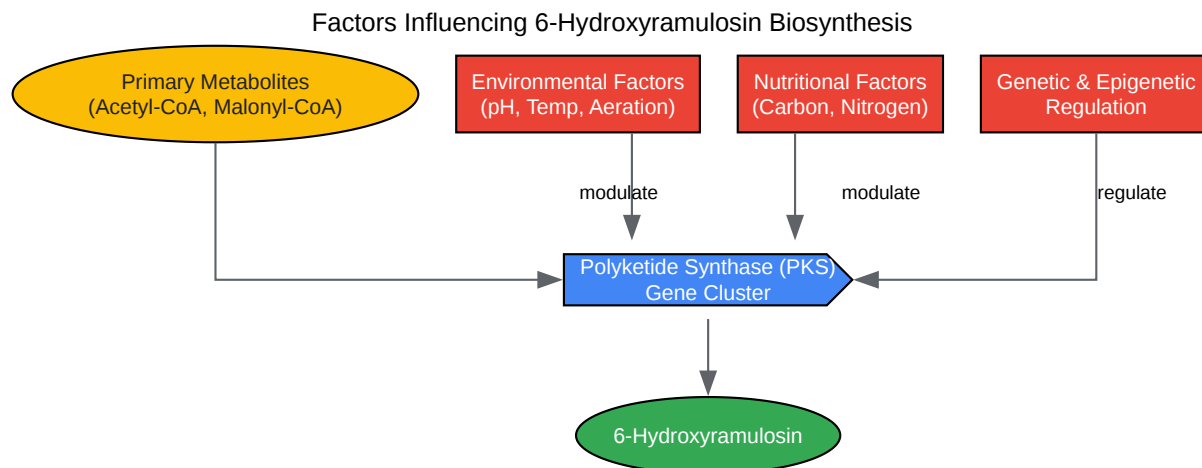 Factors Influencing 6-Hydroxyramulosin Biosynthesis
Primary Metabolites
(Acetyl-CoA, Malonyl-CoA)
Environmental Factors
(pH, Temp, Aeration)
Nutritional Factors
(Carbon, Nitrogen)
Genetic & Epigenetic
Regulation
modulate
modulate
regulate
Polyketide Synthase (PKS)
Gene Cluster
6-Hydroxyramulosin